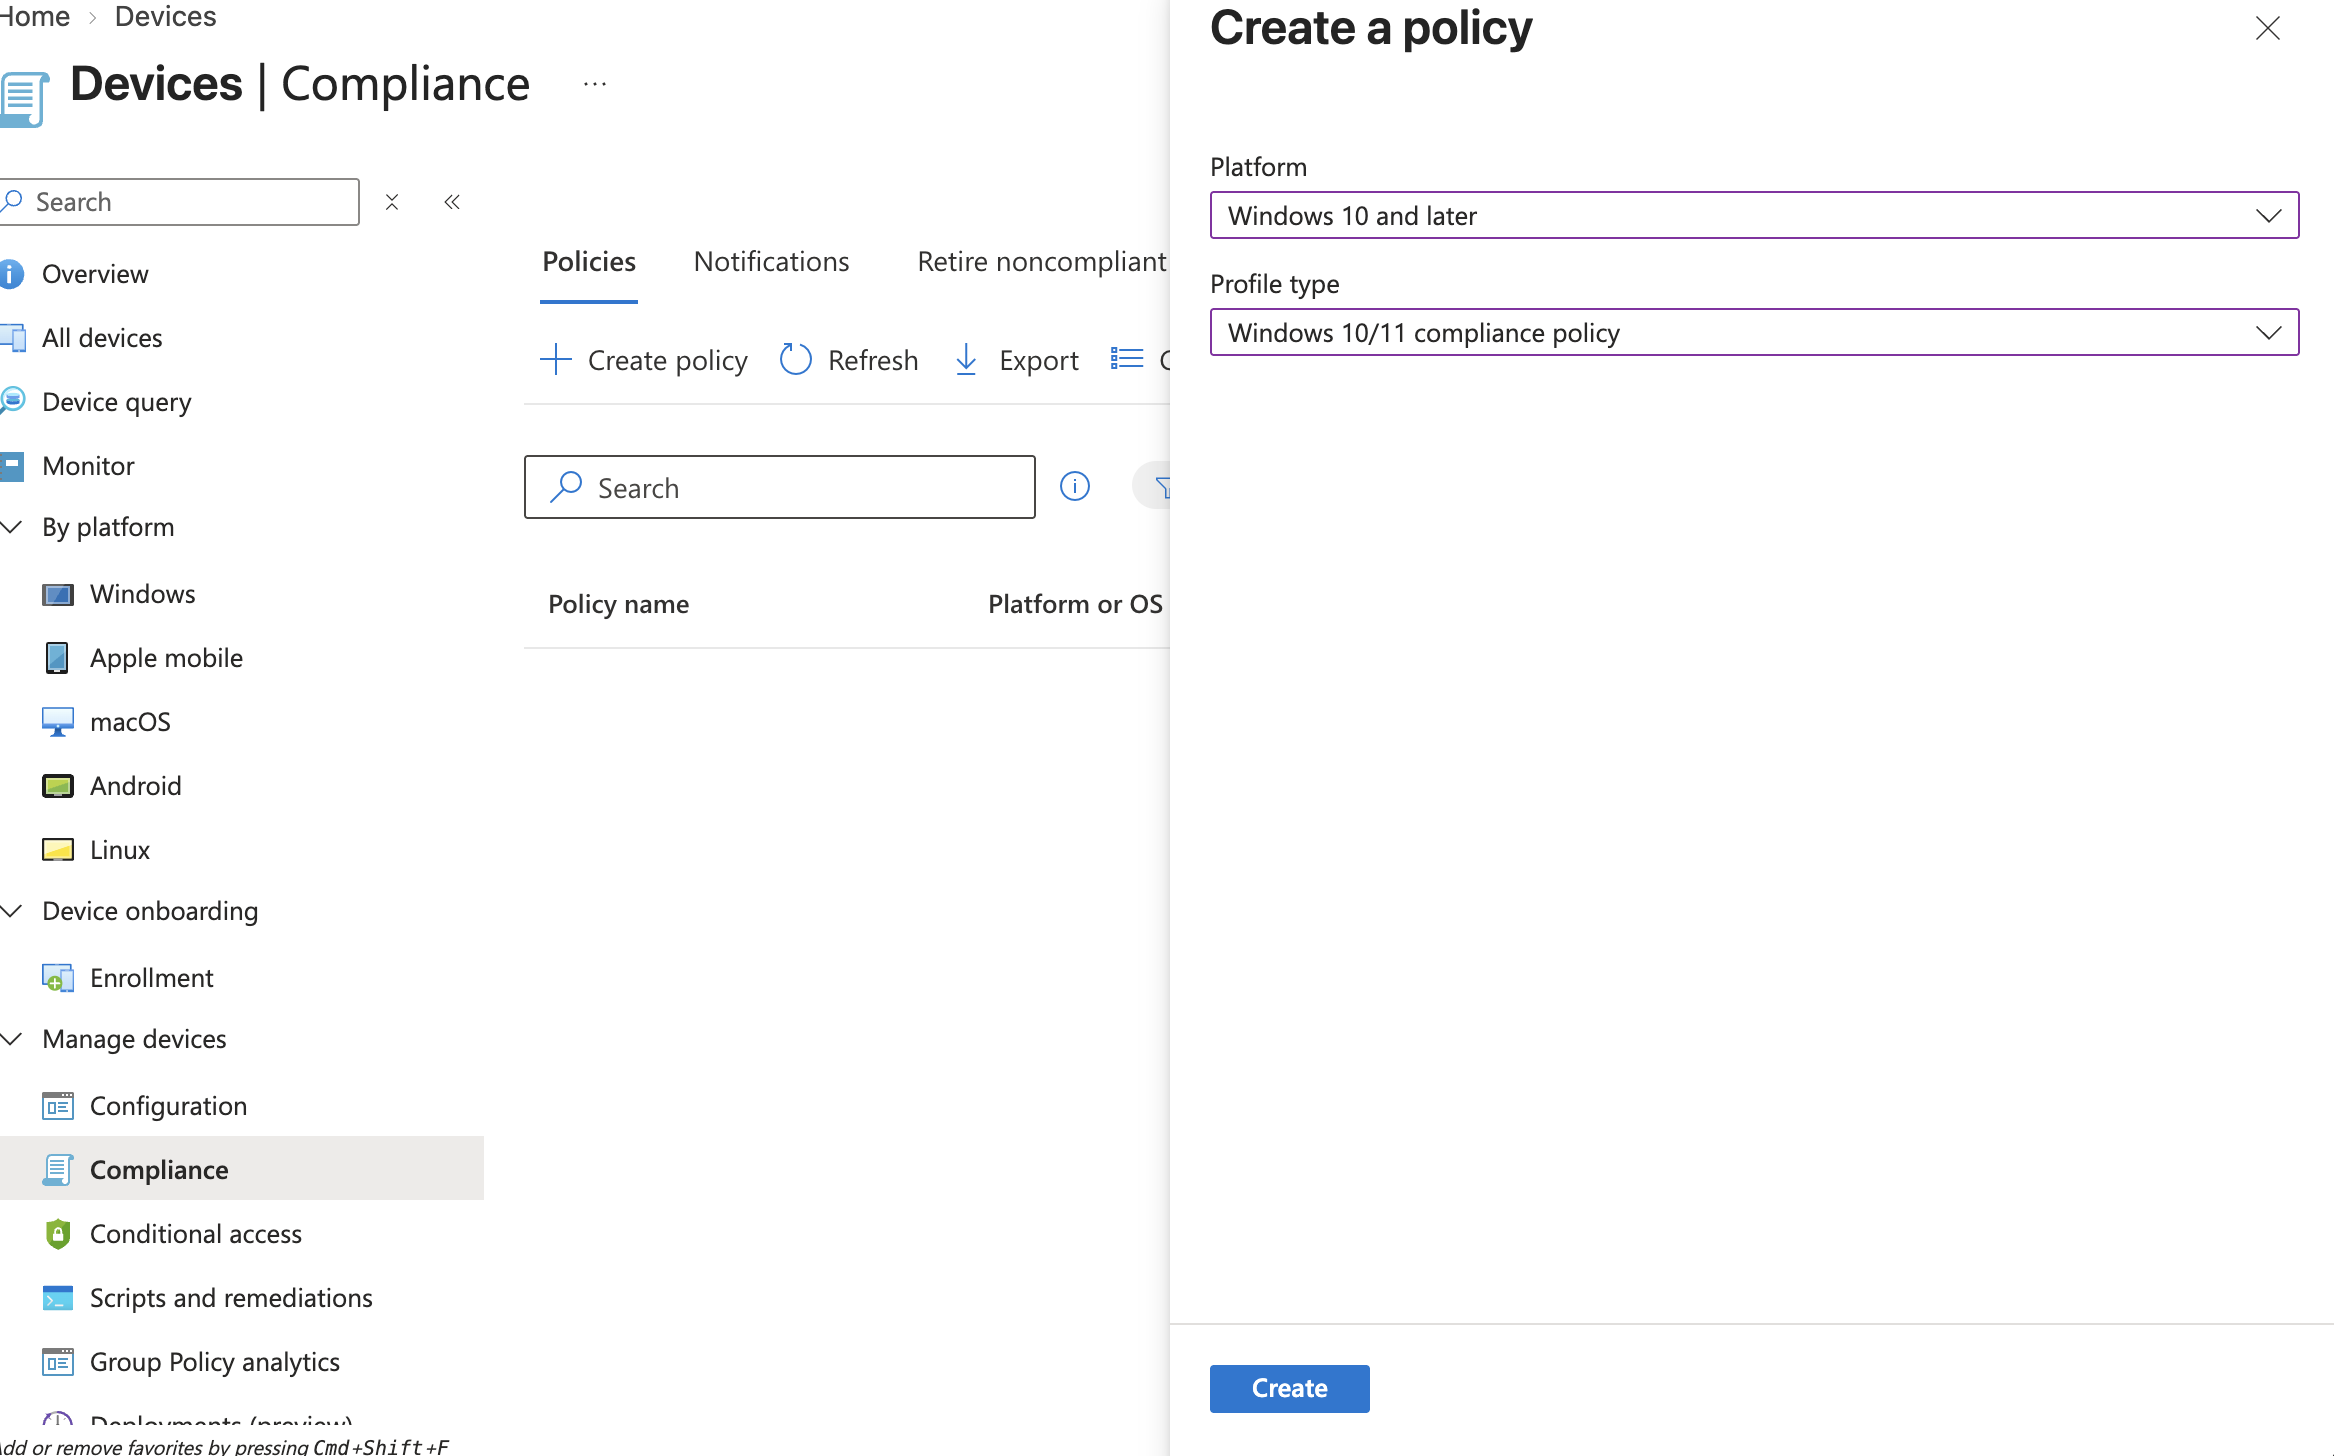 Home > Devices
Devices | Compliance ...
Search
Overview
All devices
Device query
Monitor
By platform
Windows
Apple mobile
macOS
Android
Linux
Device onboarding
Enrollment
Manage devices
Configuration
Compliance
Conditional access
Scripts and remediations
Group Policy analytics
Deployments (preview)
Add or remove favorites by pressing Cmd+Shift+F
Policies Notifications Retire noncompliant
Create policy Refresh Export
Search
Policy name Platform or OS
Create a policy
Platform
Windows 10 and later
Profile type
Windows 10/11 compliance policy
Create